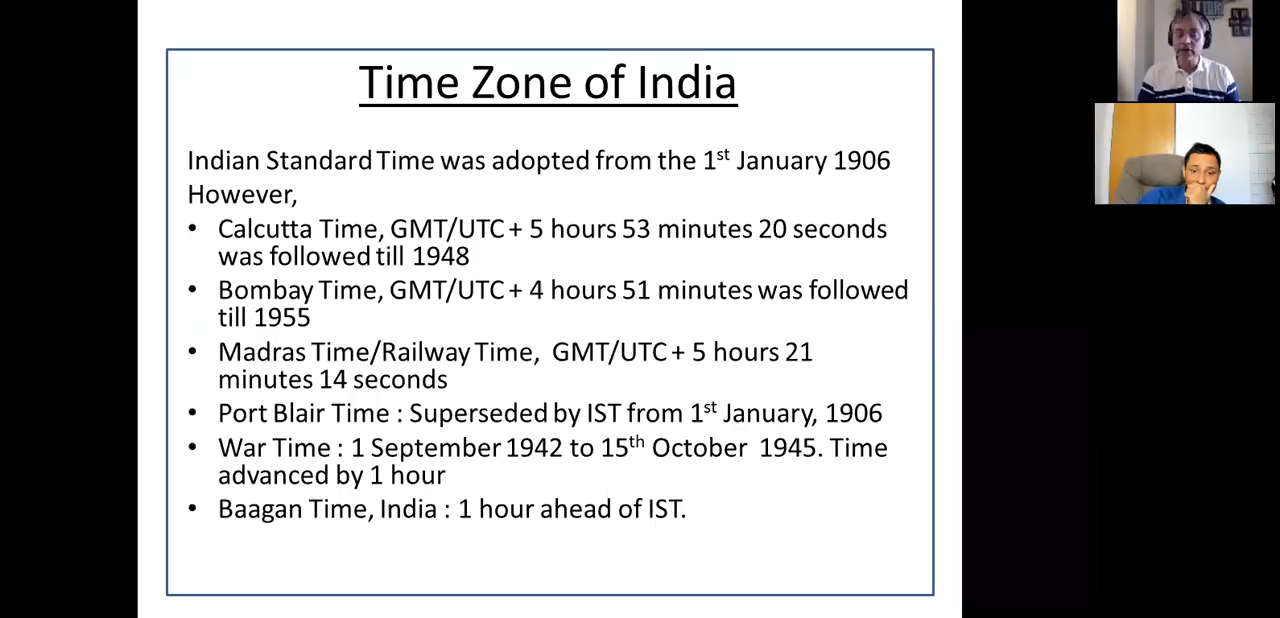 Time Zone of India
Indian Standard Time was adopted from the 1st January 1906
However,
• Calcutta Time, GMT/UTC + 5 hours 53 minutes 20 seconds
was followed till 1948
• Bombay Time, GMT/UTC + 4 hours 51 minutes was followed
till 1955
• Madras Time/Railway Time, GMT/UTC + 5 hours 21
minutes 14 seconds
• Port Blair Time : Superseded by IST from 1st January, 1906
• War Time : 1 September 1942 to 15th October 1945. Time
advanced by 1 hour
• Baagan Time, India : 1 hour ahead of IST.